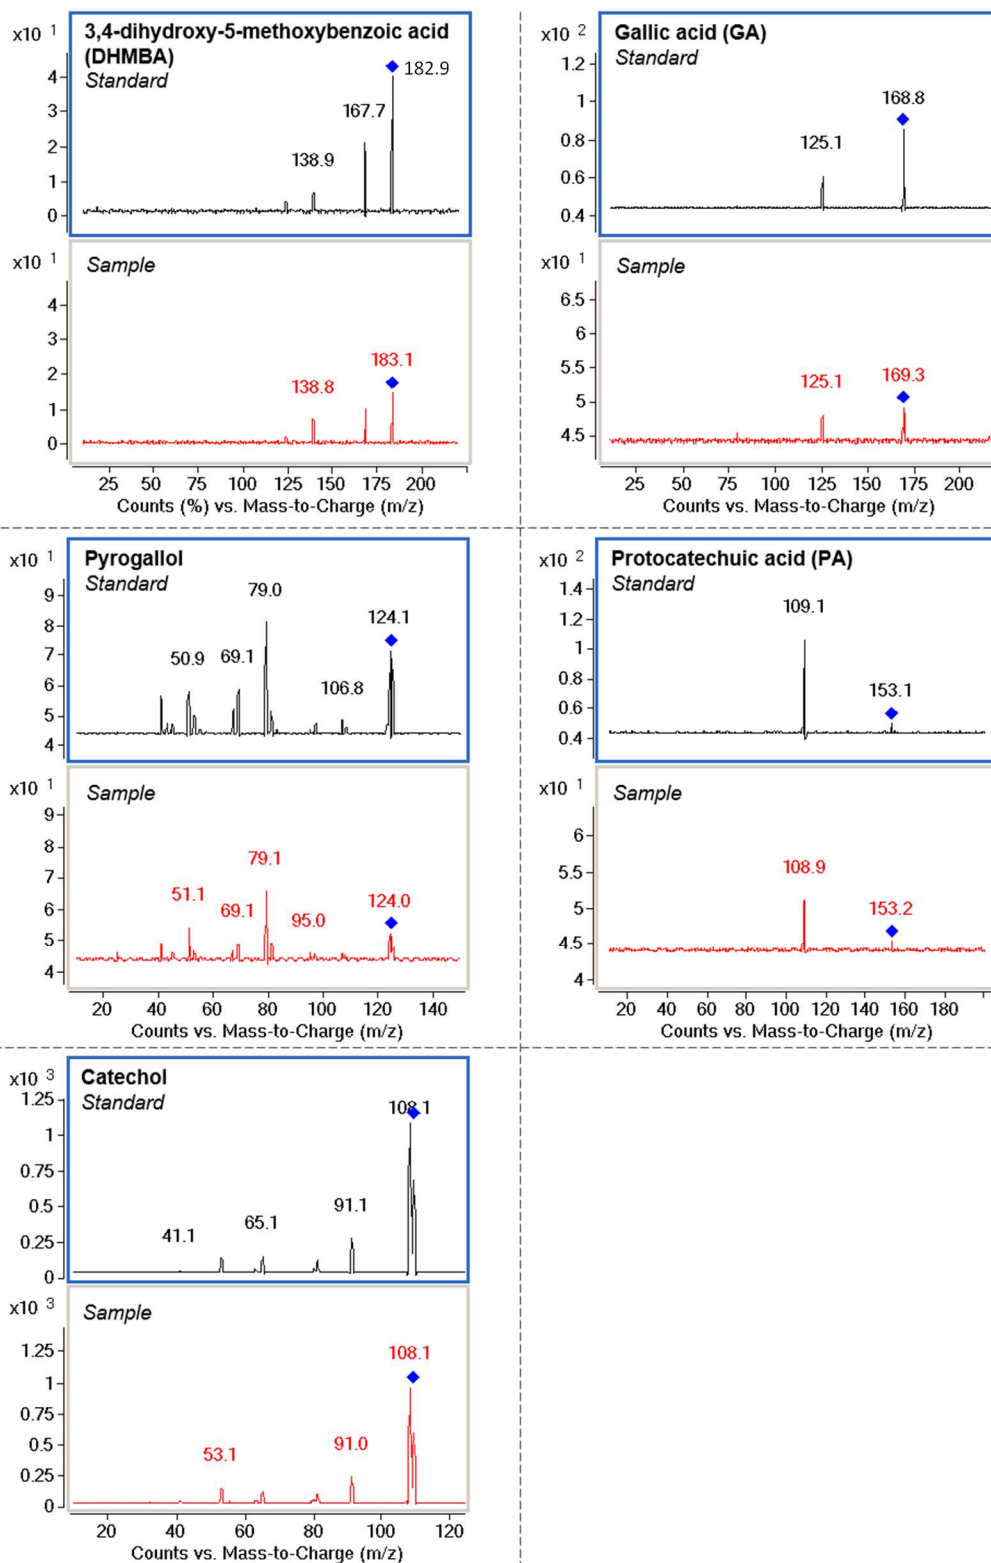 x10 1
3,4-dihydroxy-5-methoxybenzoic acid
(DHMBA)
Standard
182.9
4
3
167.7
2
138.9
1
0
x10 1
Sample
4
3
183.1
2
138.8
1
0
25 50 75 100 125 150 175 200
Counts (%) vs. Mass-to-Charge (m/z)
x10 2
Gallic acid (GA)
Standard
1.2
1
168.8
0.8
125.1
0.6
0.4
x10 1
Sample
6.5
6
5.5
125.1
169.3
5
4.5
25 50 75 100 125 150 175 200
Counts vs. Mass-to-Charge (m/z)
x10 1
Pyrogallol
Standard
9
79.0
8
124.1
7
50.9
69.1
6
106.8
5
4
x10 1
Sample
9
8
79.1
7
51.1
69.1
95.0
124.0
6
5
4
20 40 60 80 100 120 140
Counts vs. Mass-to-Charge (m/z)
x10 2
Protocatechuic acid (PA)
Standard
1.4
1.2
109.1
1
0.8
153.1
0.6
0.4
x10 1
Sample
6
108.9
5.5
153.2
5
4.5
4
20 40 60 80 100 120 140 160 180
Counts vs. Mass-to-Charge (m/z)
x10 3
Catechol
Standard
1.25
108.1
1
0.75
91.1
0.5
65.1
41.1
0.25
0
x10 3
Sample
1.25
108.1
1
0.75
91.0
0.5
53.1
0.25
0
20 40 60 80 100 120
Counts vs. Mass-to-Charge (m/z)